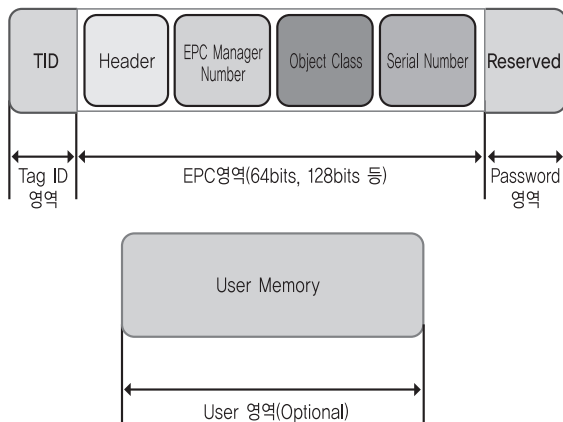 TID
Header
EPC Manager
Number
Object Class
Serial Number
Reserved
Tag ID
영역
EPC영역(64bits, 128bits 등)
Password
영역
User Memory
User 영역(Optional)